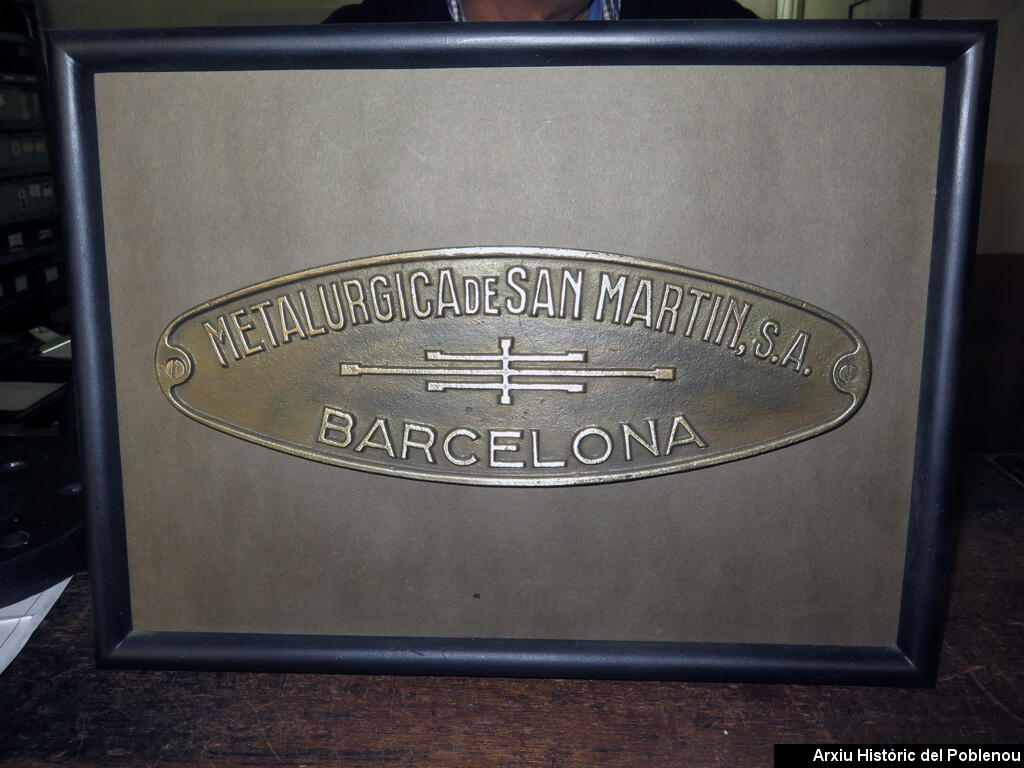 METALURGICA DE SAN MARTIN, S.A.
BARCELONA
Arxiu Històric del Poblenou